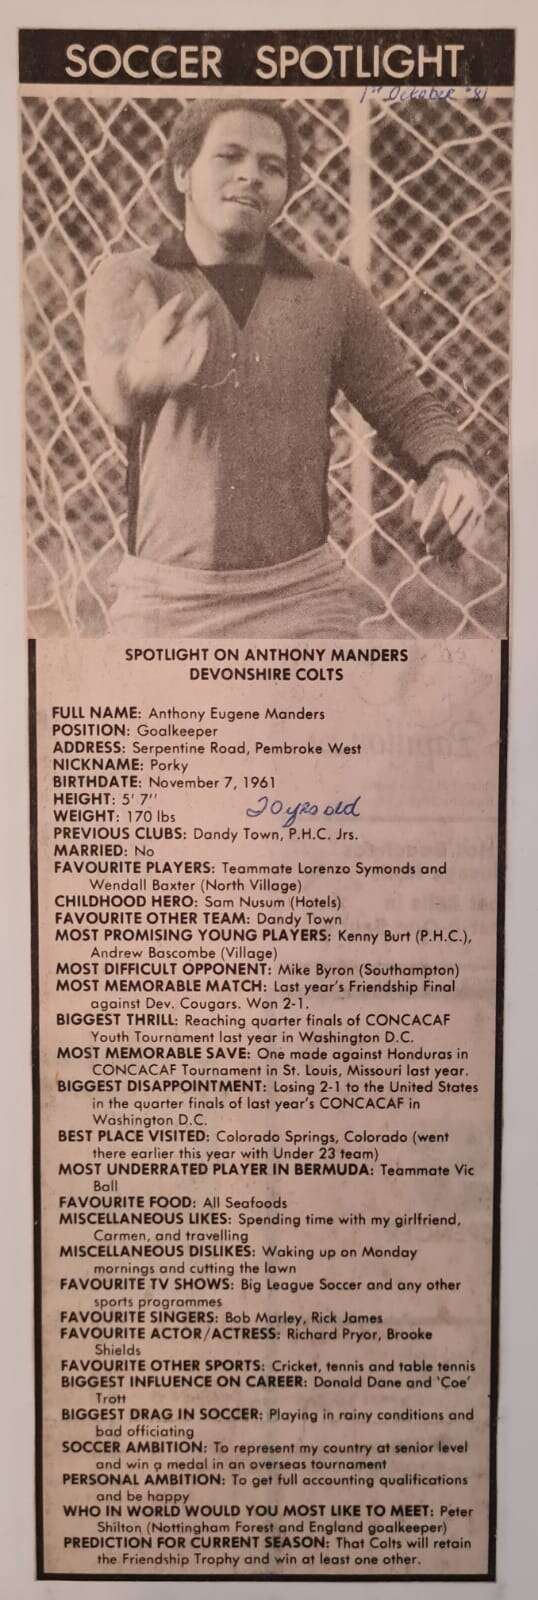 SOCCER SPOTLIGHT
1st October '81
SPOTLIGHT ON ANTHONY MANDERS
DEVONSHIRE COLTS
FULL NAME: Anthony Eugene Manders
POSITION: Goalkeeper
ADDRESS: Serpentine Road, Pembroke West
NICKNAME: Porky
BIRTHDATE: November 7, 1961
HEIGHT: 5' 7"
20 yrs old
WEIGHT: 170 lbs
PREVIOUS CLUBS: Dandy Town, P.H.C. Jrs.
MARRIED: No
FAVOURITE PLAYERS: Teammate Lorenzo Symonds and
Wendall Baxter (North Village)
CHILDHOOD HERO: Sam Nusum (Hotels)
FAVOURITE OTHER TEAM: Dandy Town
MOST PROMISING YOUNG PLAYERS: Kenny Burt (P.H.C.),
Andrew Bascombe (Village)
MOST DIFFICULT OPPONENT: Mike Byron (Southampton)
MOST MEMORABLE MATCH: Last year's Friendship Final
against Dev. Cougars. Won 2-1.
BIGGEST THRILL: Reaching quarter finals of CONCACAF
Youth Tournament last year in Washington D.C.
MOST MEMORABLE SAVE: One made against Honduras in
CONCACAF Tournament in St. Louis, Missouri last year.
BIGGEST DISAPPOINTMENT: Losing 2-1 to the United States
in the quarter finals of last year's CONCACAF in
Washington D.C.
BEST PLACE VISITED: Colorado Springs, Colorado (went
there earlier this year with Under 23 team)
MOST UNDERRATED PLAYER IN BERMUDA: Teammate Vic
Ball
FAVOURITE FOOD: All Seafoods
MISCELLANEOUS LIKES: Spending time with my girlfriend,
Carmen, and travelling
MISCELLANEOUS DISLIKES: Waking up on Monday
mornings and cutting the lawn
FAVOURITE TV SHOWS: Big League Soccer and any other
sports programmes
FAVOURITE SINGERS: Bob Marley, Rick James
FAVOURITE ACTOR/ACTRESS: Richard Pryor, Brooke
Shields
FAVOURITE OTHER SPORTS: Cricket, tennis and table tennis
BIGGEST INFLUENCE ON CAREER: Donald Dane and 'Coe'
Trott
BIGGEST DRAG IN SOCCER: Playing in rainy conditions and
bad officiating
SOCCER AMBITION: To represent my country at senior level
and win a medal in an overseas tournament
PERSONAL AMBITION: To get full accounting qualifications
and be happy
WHO IN WORLD WOULD YOU MOST LIKE TO MEET: Peter
Shilton (Nottingham Forest and England goalkeeper)
PREDICTION FOR CURRENT SEASON: That Colts will retain
the Friendship Trophy and win at least one other.